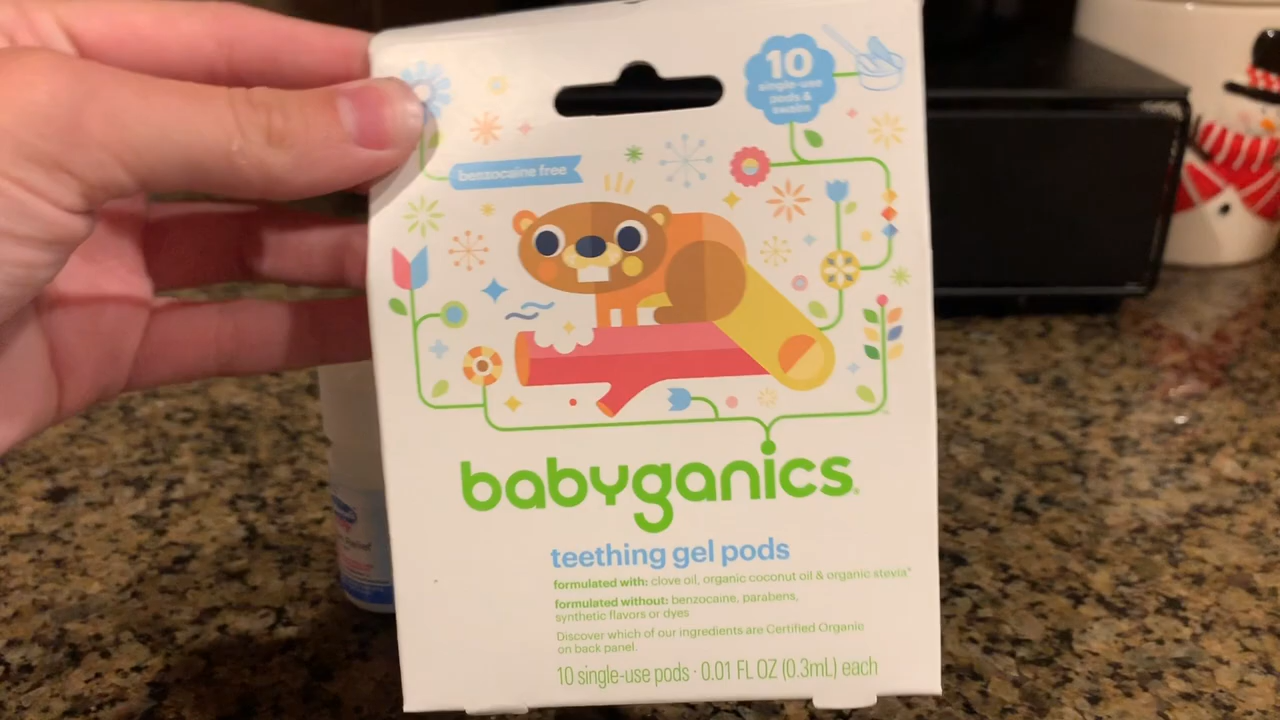 10
single-use
pods &
swabs
benzocaine free
babyganics
teething gel pods
formulated with: clove oil, organic coconut oil & organic stevia*
formulated without: benzocaine, parabens,
synthetic flavors or dyes
Discover which of our ingredients are Certified Organic
on back panel.
10 single-use pods · 0.01 FL OZ (0.3mL) each